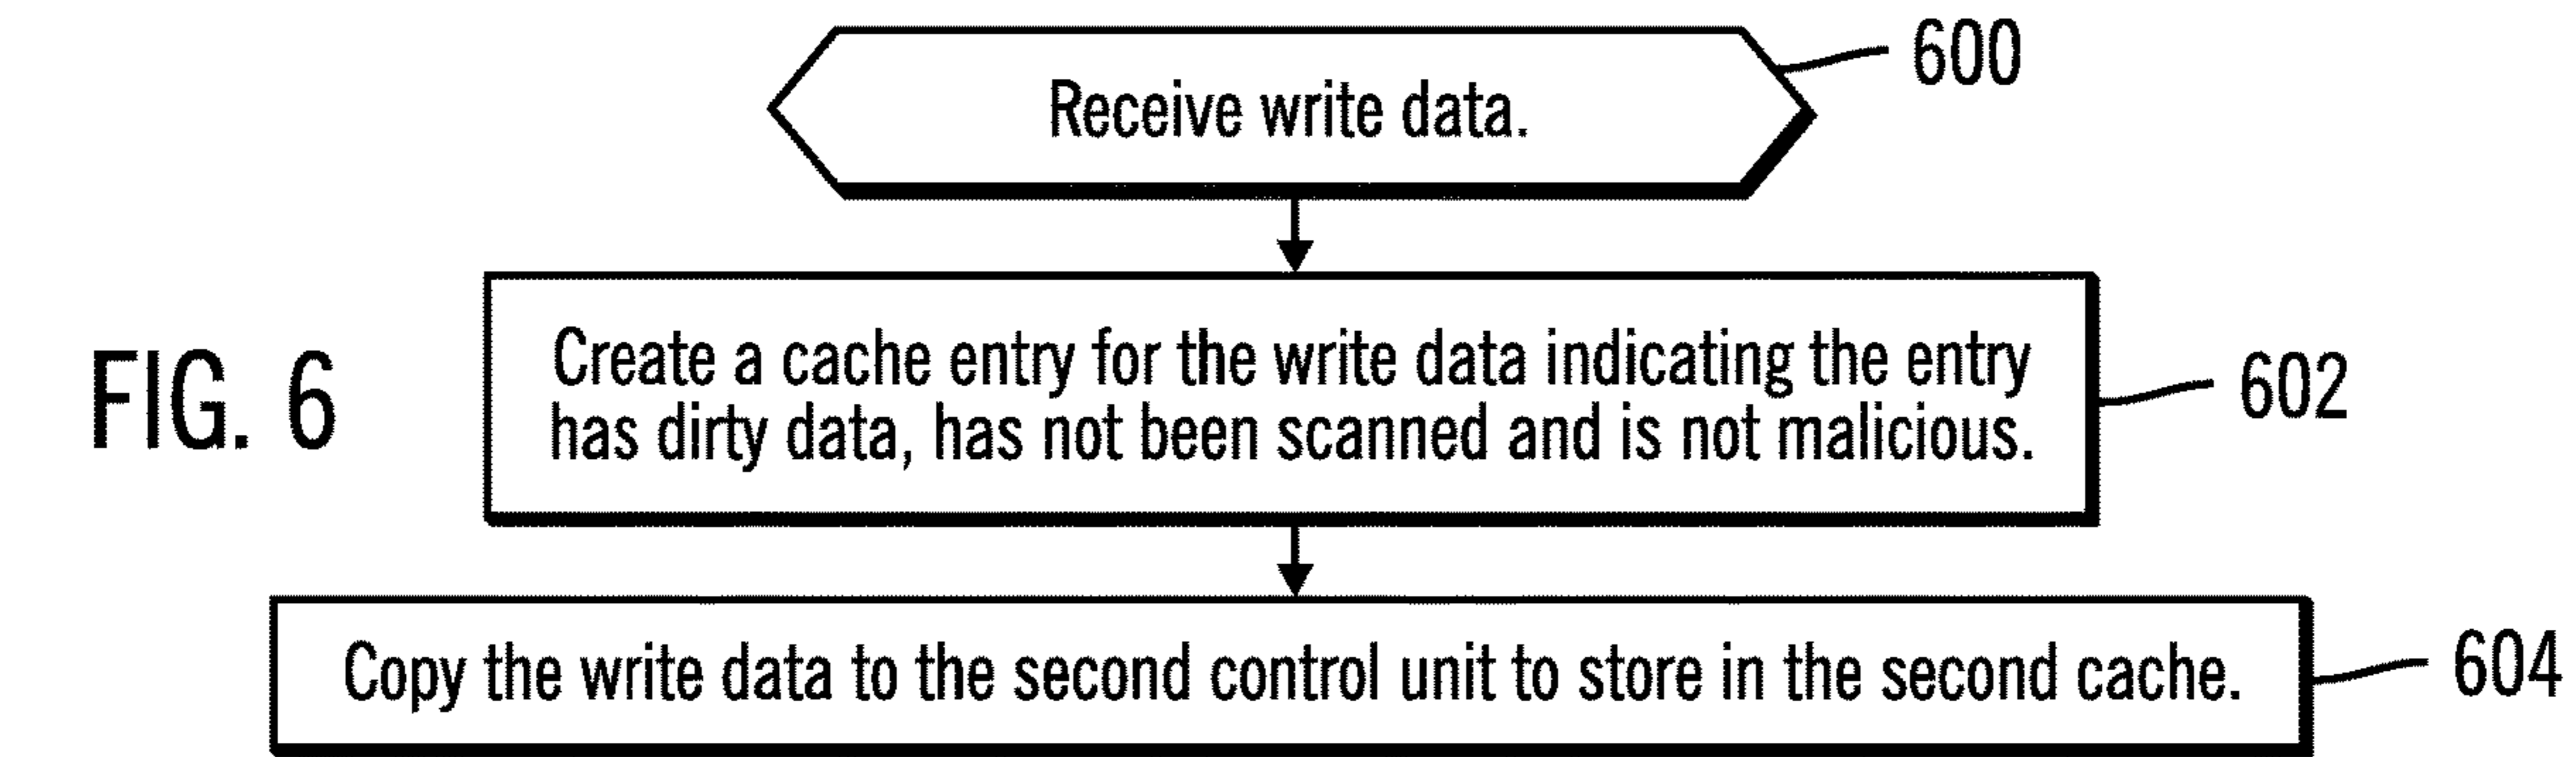 600
Receive write data.
FIG. 6
Create a cache entry for the write data indicating the entry
has dirty data, has not been scanned and is not malicious.
602
Copy the write data to the second control unit to store in the second cache.
604